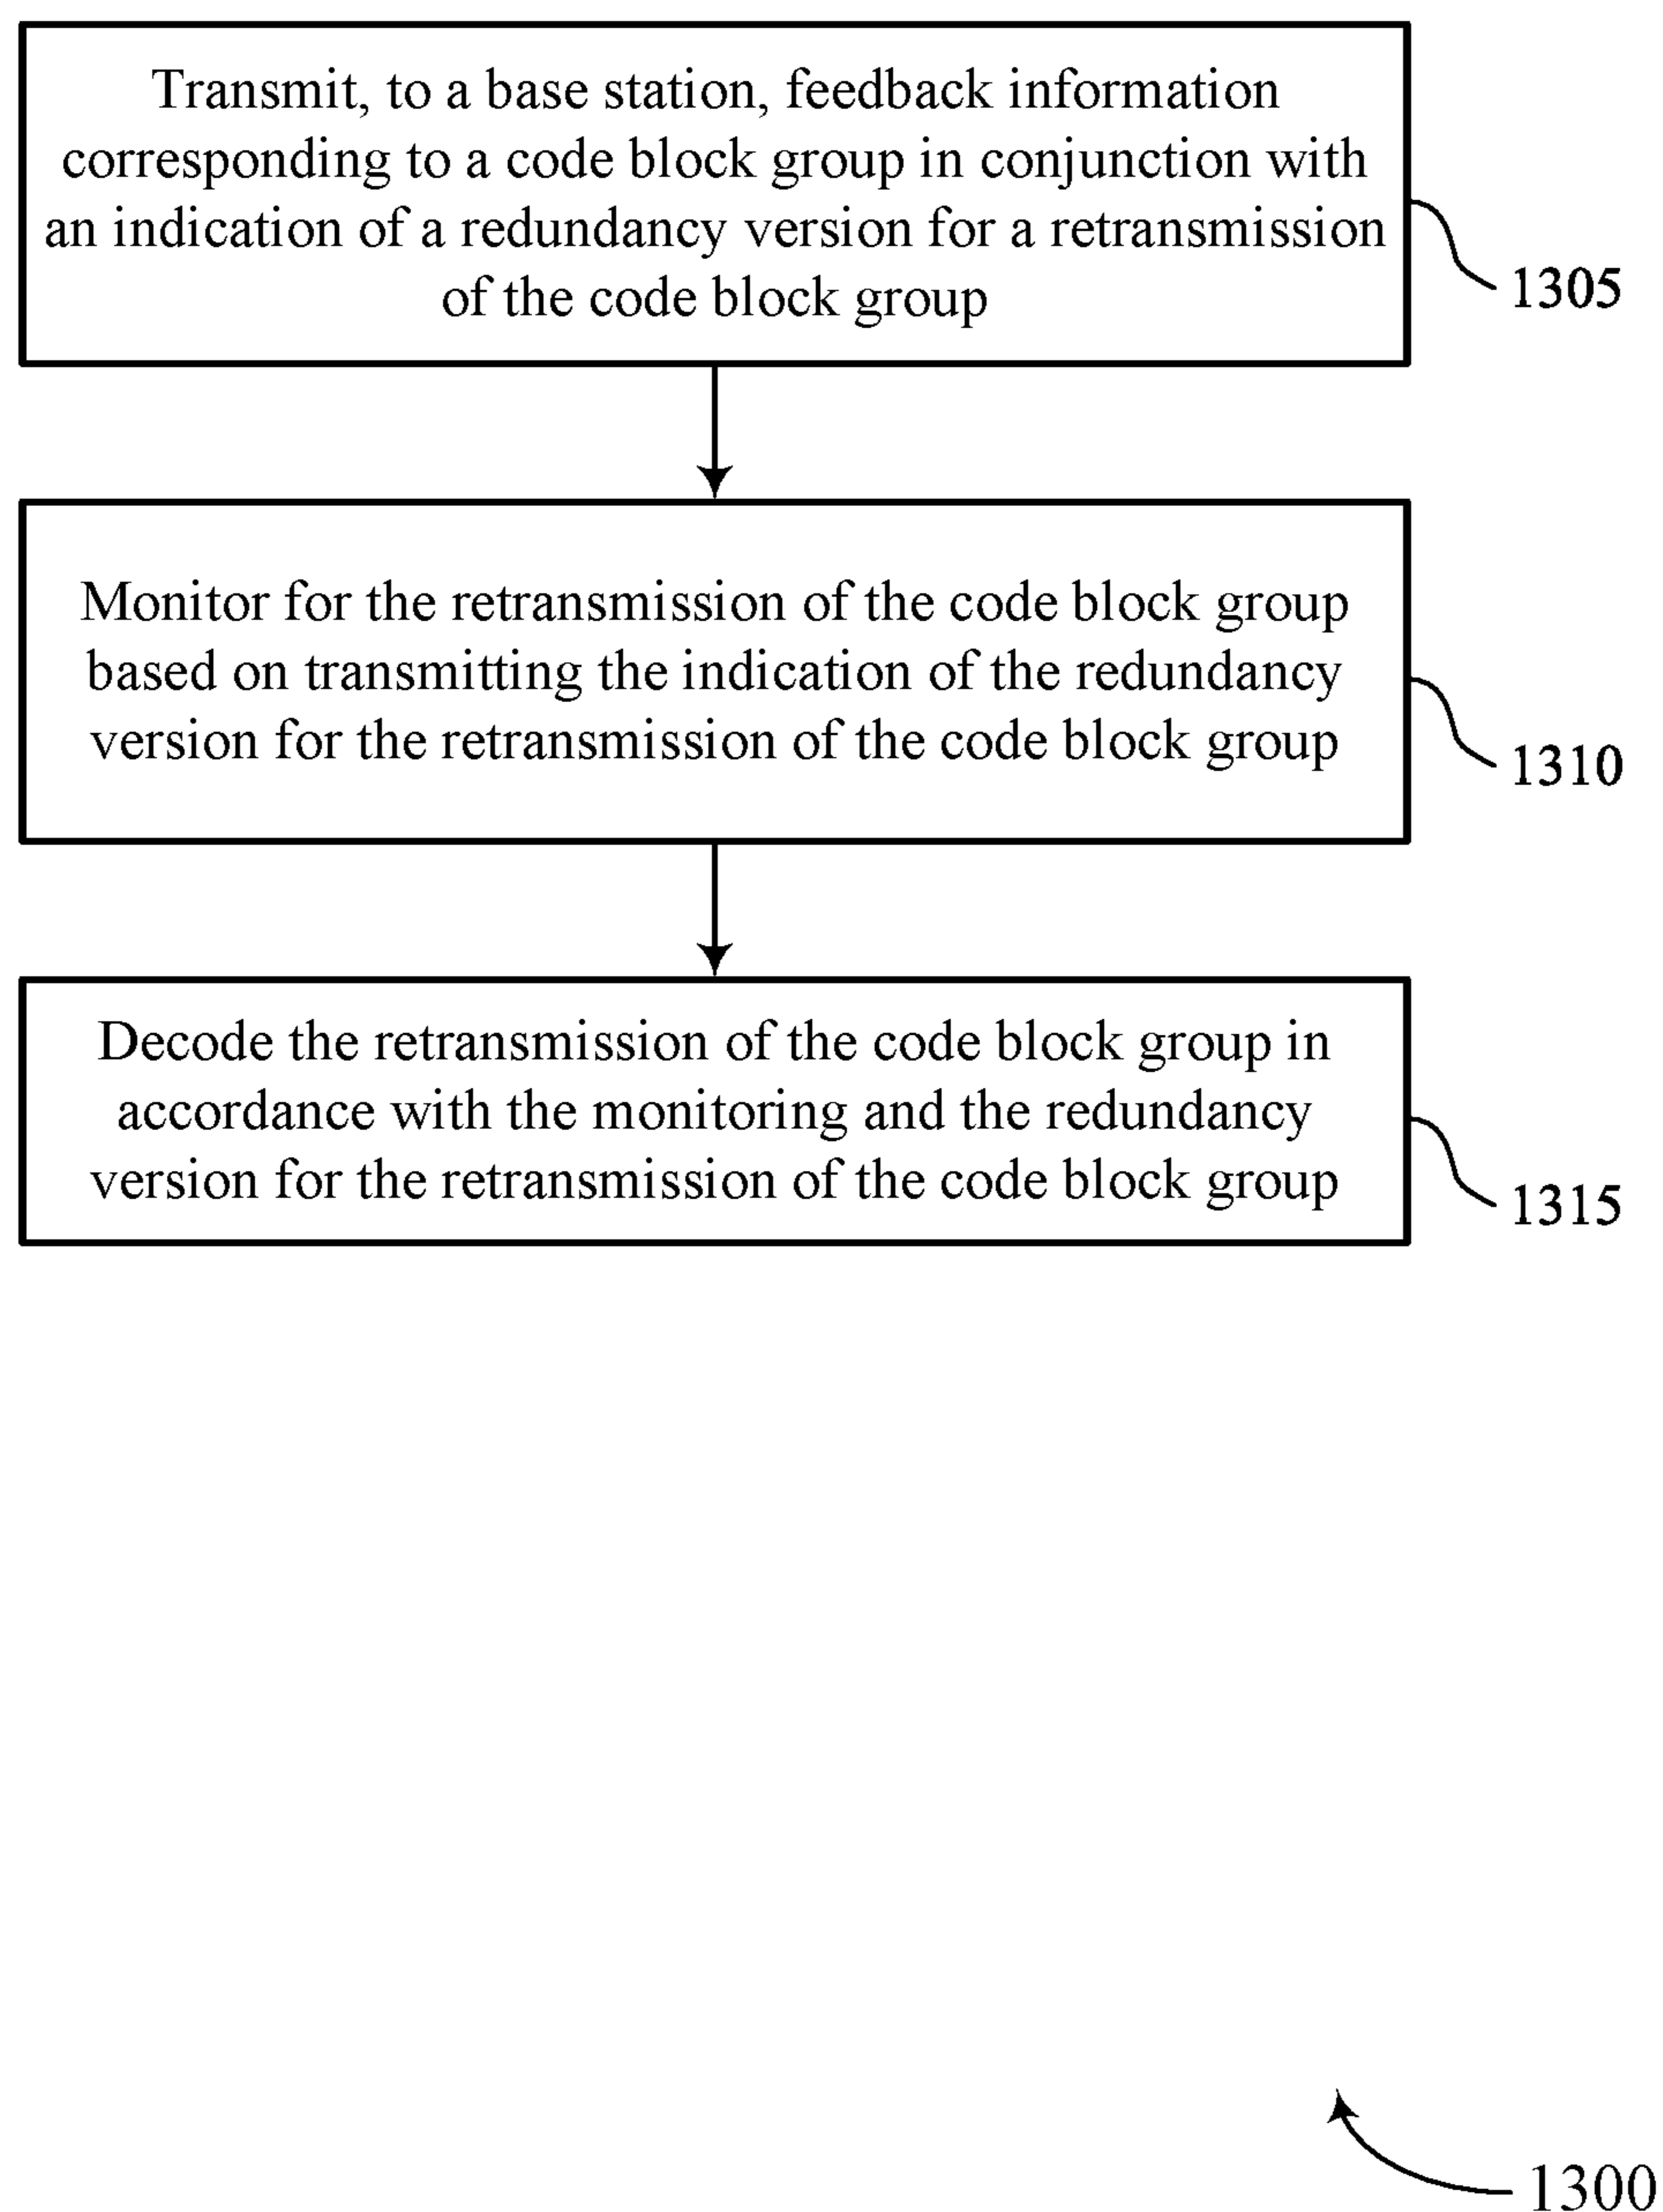 Transmit, to a base station, feedback information
corresponding to a code block group in conjunction with
an indication of a redundancy version for a retransmission
of the code block group
1305
Monitor for the retransmission of the code block group
based on transmitting the indication of the redundancy
version for the retransmission of the code block group
1310
Decode the retransmission of the code block group in
accordance with the monitoring and the redundancy
version for the retransmission of the code block group
1315
1300